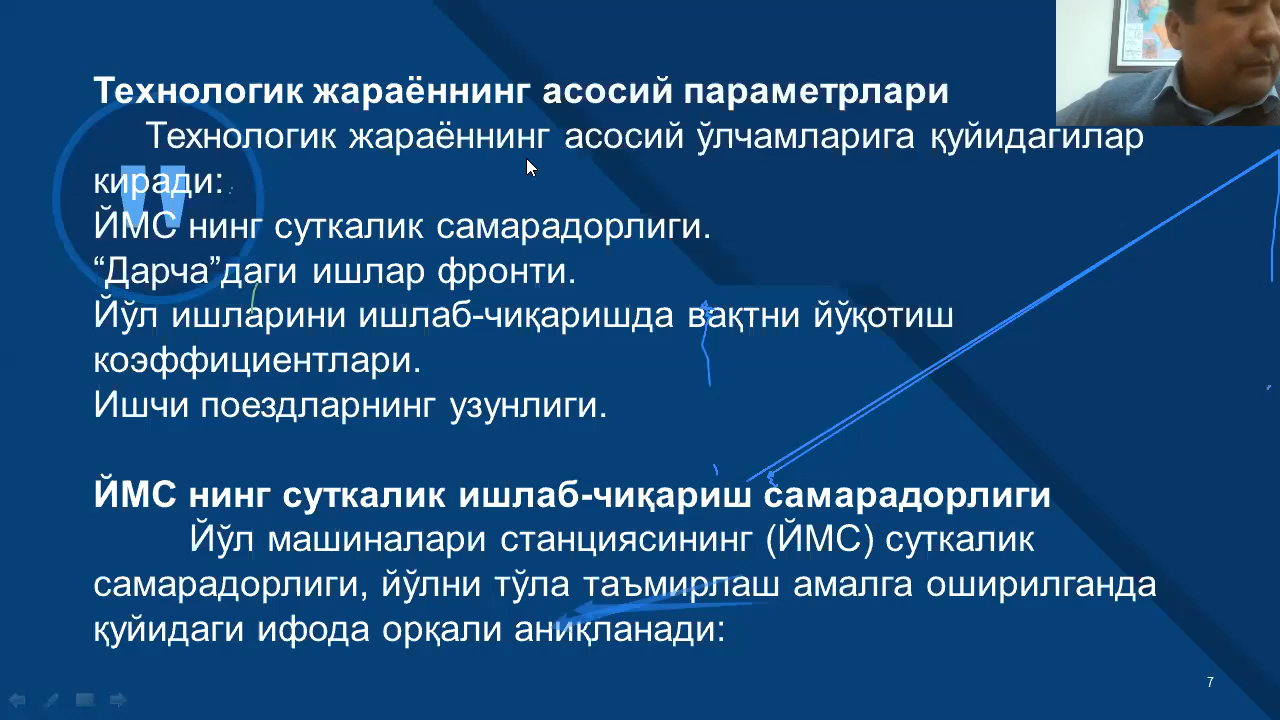 Технологик жараённинг асосий параметрлари
Технологик жараённинг асосий ўлчамларига қуйидагилар
киради:
ЙМС нинг суткалик самарадорлиги.
“Дарча”даги ишлар фронти.
Йўл ишларини ишлаб-чиқаришда вақтни йўқотиш
коэффициентлари.
Ишчи поездларнинг узунлиги.
ЙМС нинг суткалик ишлаб-чиқариш самарадорлиги
Йўл машиналари станциясининг (ЙМС) суткалик
самарадорлиги, йўлни тўла таъмирлаш амалга оширилганда
қуйидаги ифода орқали аниқланади:
7